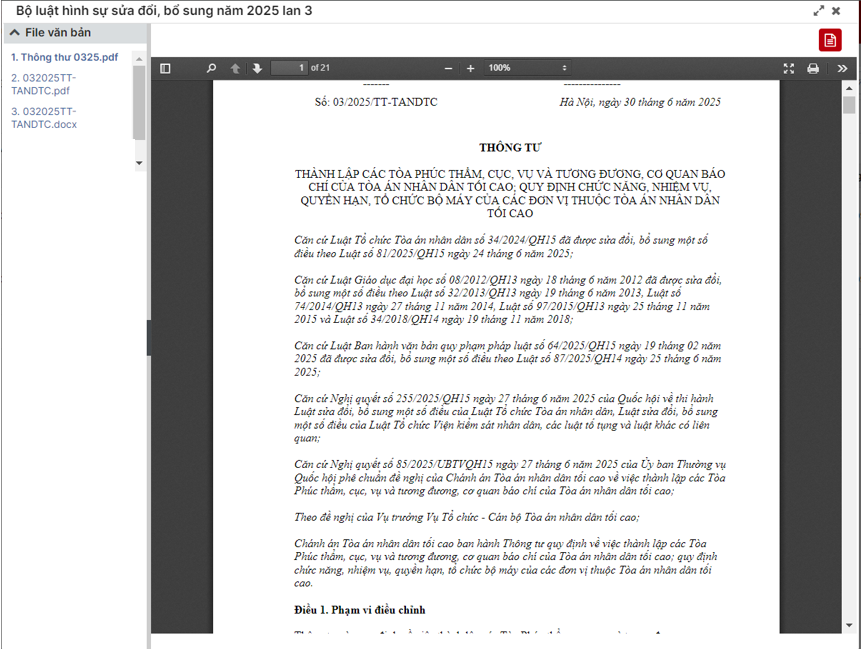 Bộ luật hình sự sửa đổi, bổ sung năm 2025 lan 3
File văn bản
1. Thông thư 0325.pdf
2. 032025TT-
TANDTC.pdf
3. 032025TT-
TANDTC.docx
1 of 21
100%
Số: 03/2025/TT-TANDTC
Hà Nội, ngày 30 tháng 6 năm 2025
THÔNG TƯ
THÀNH LẬP CÁC TÒA PHÚC THẨM, CỤC, VỤ VÀ TƯƠNG ĐƯƠNG, CƠ QUAN BÁO
CHÍ CỦA TÒA ÁN NHÂN DÂN TỐI CAO; QUY ĐỊNH CHỨC NĂNG, NHIỆM VỤ,
QUYỀN HẠN, TỔ CHỨC BỘ MÁY CỦA CÁC ĐƠN VỊ THUỘC TÒA ÁN NHÂN DÂN
TỐI CAO
Căn cứ Luật Tổ chức Tòa án nhân dân số 34/2024/QH15 đã được sửa đổi, bổ sung một số
điều theo Luật số 81/2025/QH15 ngày 24 tháng 6 năm 2025;
Căn cứ Luật Giáo dục đại học số 08/2012/QH13 ngày 18 tháng 6 năm 2012 đã được sửa đổi,
bổ sung một số điều theo Luật số 32/2013/QH13 ngày 19 tháng 6 năm 2013, Luật số
74/2014/QH13 ngày 27 tháng 11 năm 2014, Luật số 97/2015/QH13 ngày 25 tháng 11 năm
2015 và Luật số 34/2018/QH14 ngày 19 tháng 11 năm 2018;
Căn cứ Luật Ban hành văn bản quy phạm pháp luật số 64/2025/QH15 ngày 19 tháng 02 năm
2025 đã được sửa đổi, bổ sung một số điều theo Luật số 87/2025/QH14 ngày 25 tháng 6 năm
2025;
Căn cứ Nghị quyết số 255/2025/QH15 ngày 27 tháng 6 năm 2025 của Quốc hội về thi hành
Luật sửa đổi, bổ sung một số điều của Luật Tổ chức Tòa án nhân dân, Luật sửa đổi, bổ sung
một số điều của Luật Tổ chức Viện kiểm sát nhân dân, các luật tố tụng và luật khác có liên
quan;
Căn cứ Nghị quyết số 85/2025/UBTVQH15 ngày 27 tháng 6 năm 2025 của Ủy ban Thường vụ
Quốc hội phê chuẩn đề nghị của Chánh án Tòa án nhân dân tối cao về việc thành lập các Tòa
Phúc thẩm, cục, vụ và tương đương, cơ quan báo chí của Tòa án nhân dân tối cao;
Theo đề nghị của Vụ trưởng Vụ Tổ chức - Cán bộ Tòa án nhân dân tối cao;
Chánh án Tòa án nhân dân tối cao ban hành Thông tư quy định về việc thành lập các Tòa
Phúc thẩm, cục, vụ và tương đương, cơ quan báo chí của Tòa án nhân dân tối cao; quy định
chức năng, nhiệm vụ, quyền hạn, tổ chức bộ máy của các đơn vị thuộc Tòa án nhân dân tối
cao.
Điều 1. Phạm vi điều chỉnh